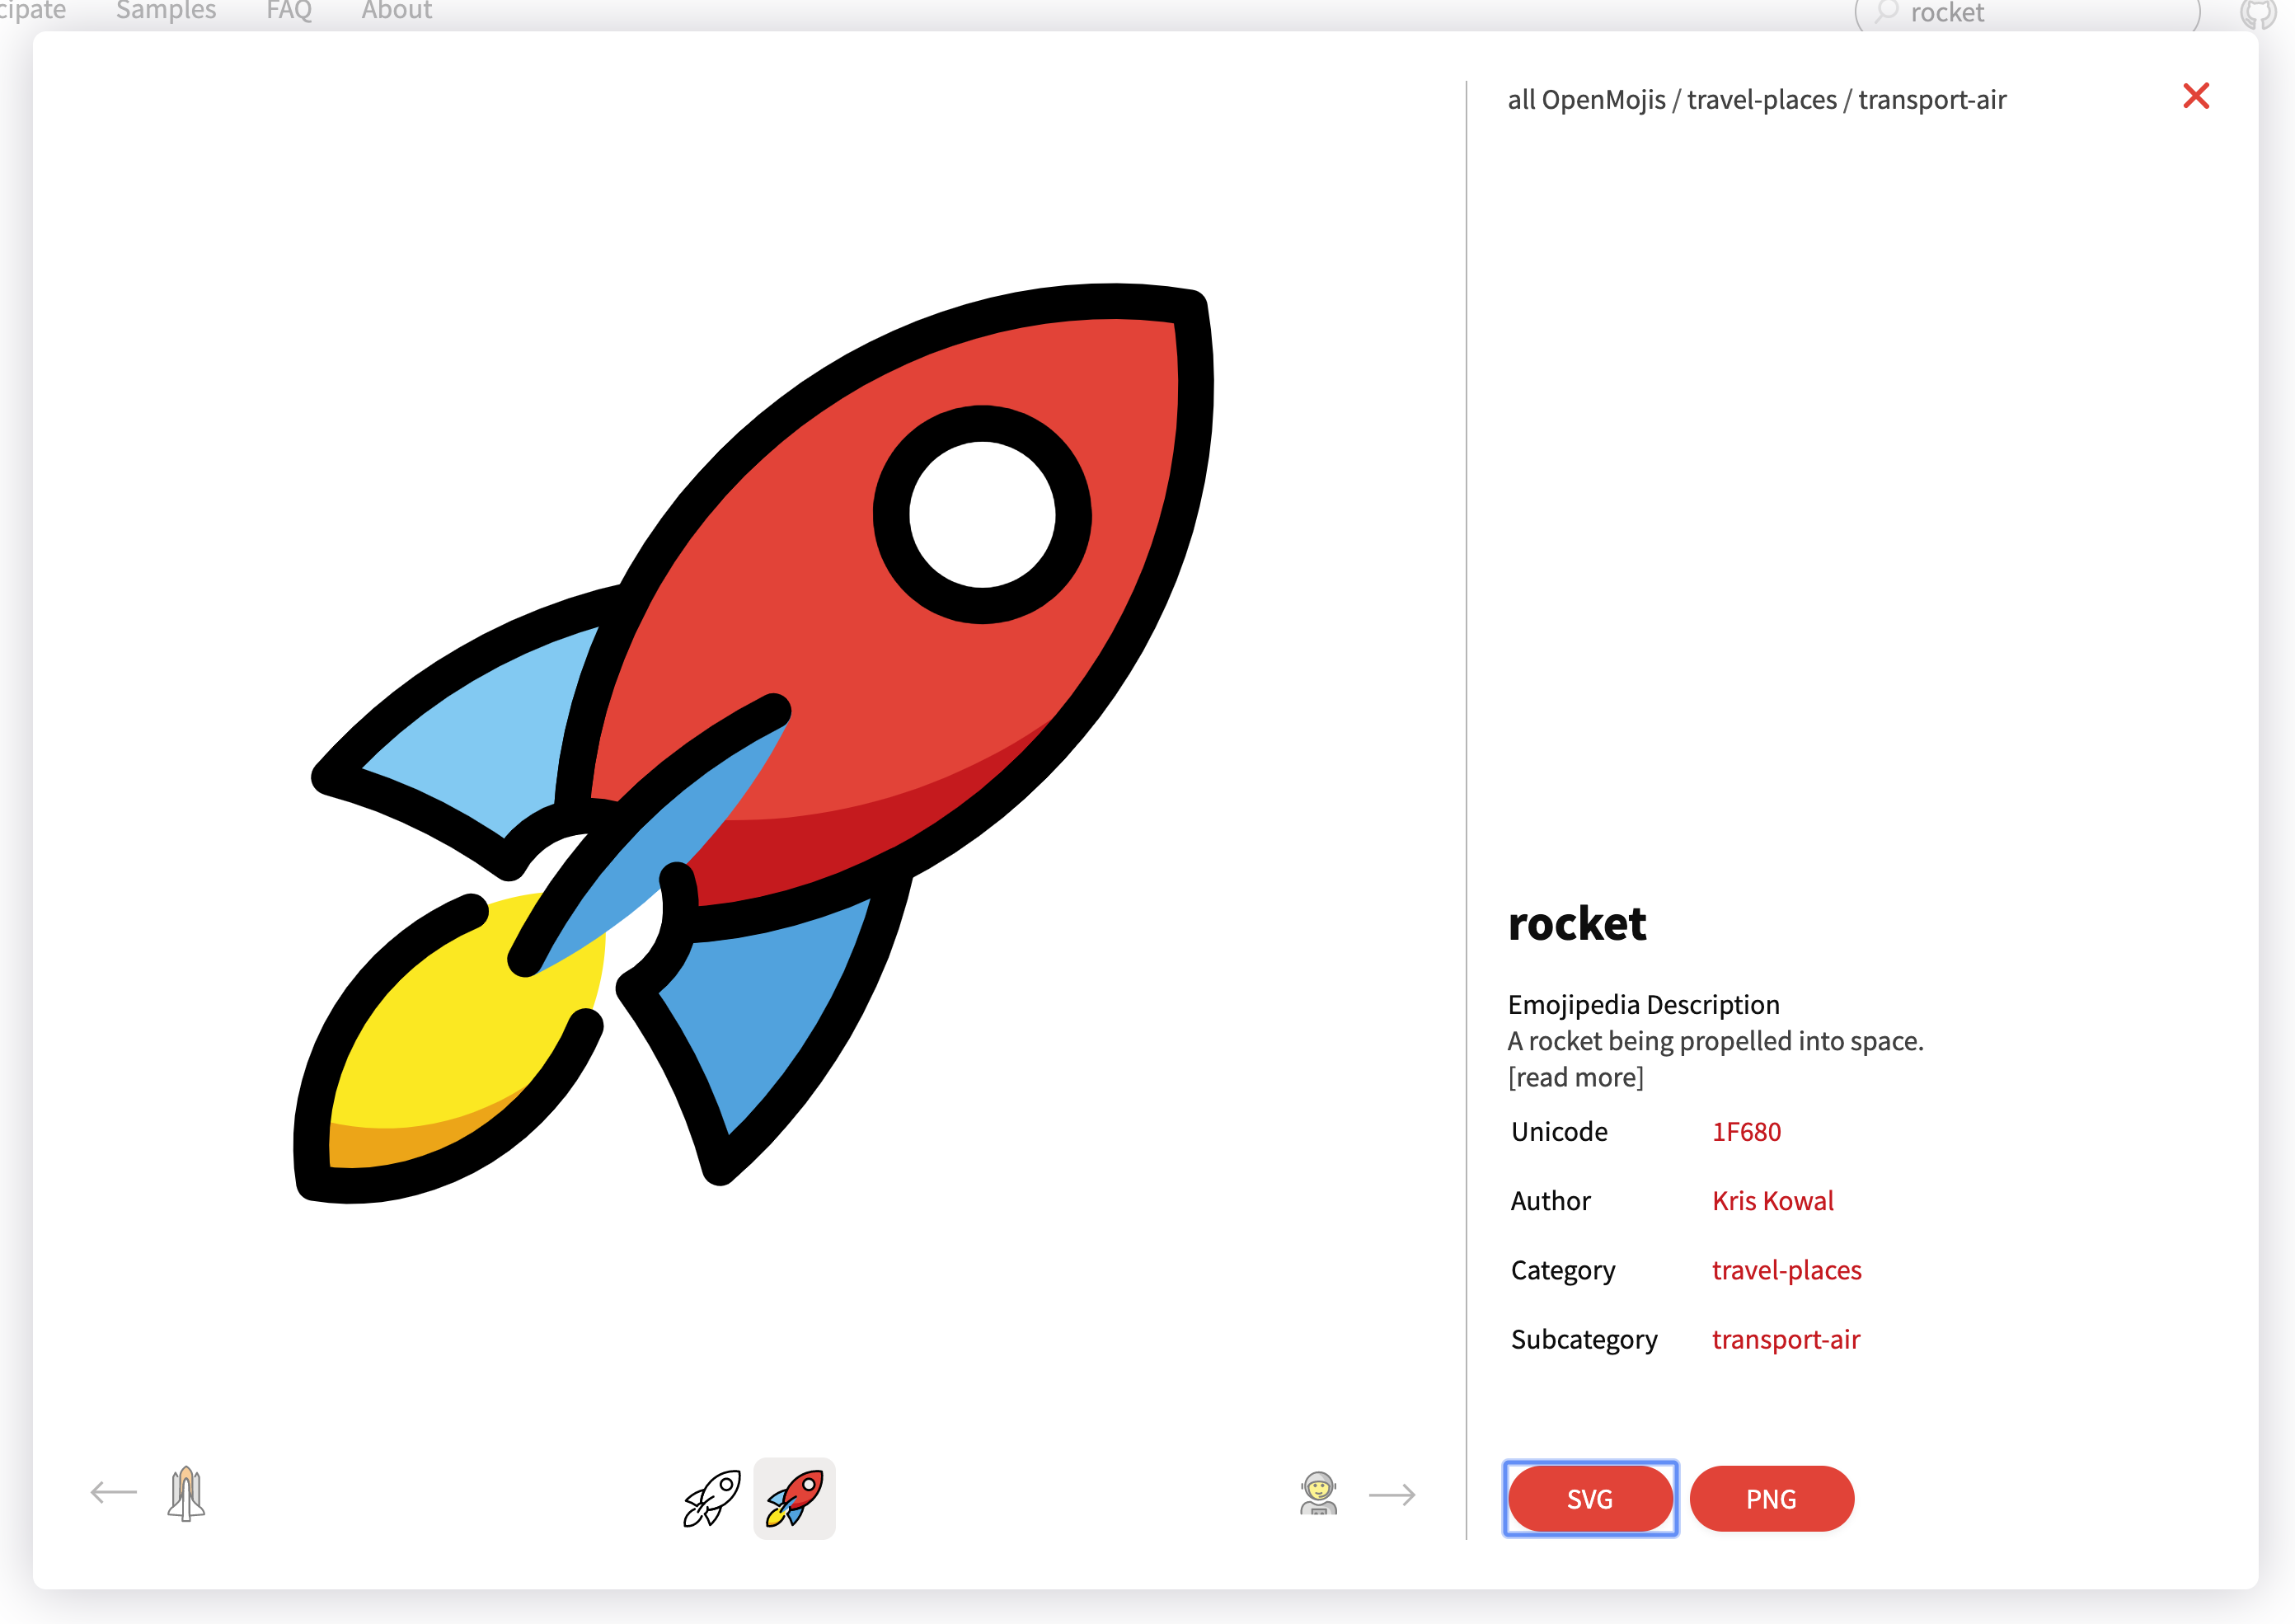 cipate Samples FAQ About rocket
all OpenMojis / travel-places / transport-air
rocket
Emojipedia Description
A rocket being propelled into space.
[read more]
Unicode 1F680
Author Kris Kowal
Category travel-places
Subcategory transport-air
SVG PNG